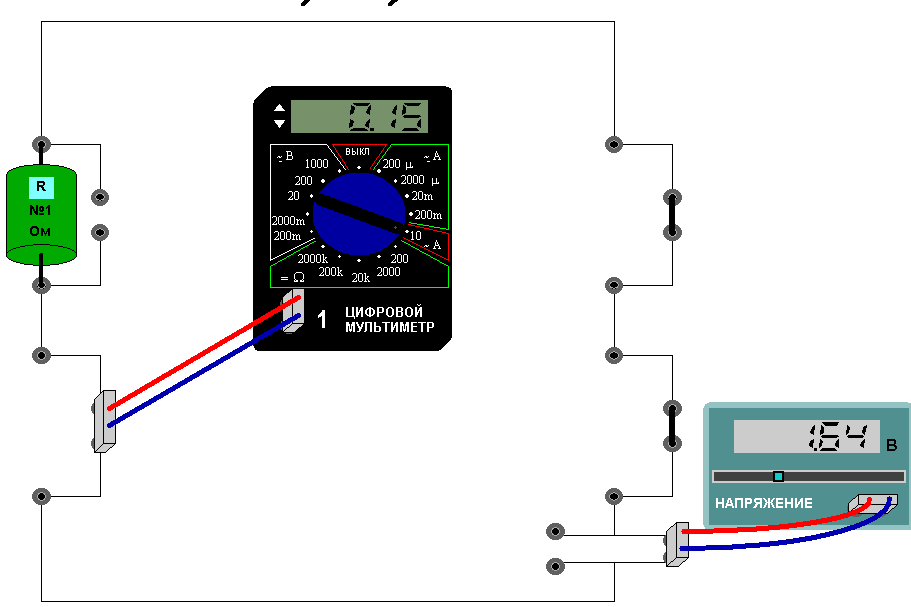 0.15
ВЫКЛ
~ В
1000
200
20
2000m
200m
200 μ
~ A
2000 μ
20m
200m
10
~ A
2000k
200k
20k
2000
200
= Ω
1
ЦИФРОВОЙ
МУЛЬТИМЕТР
R
№1
Ом
1.64
В
НАПРЯЖЕНИЕ